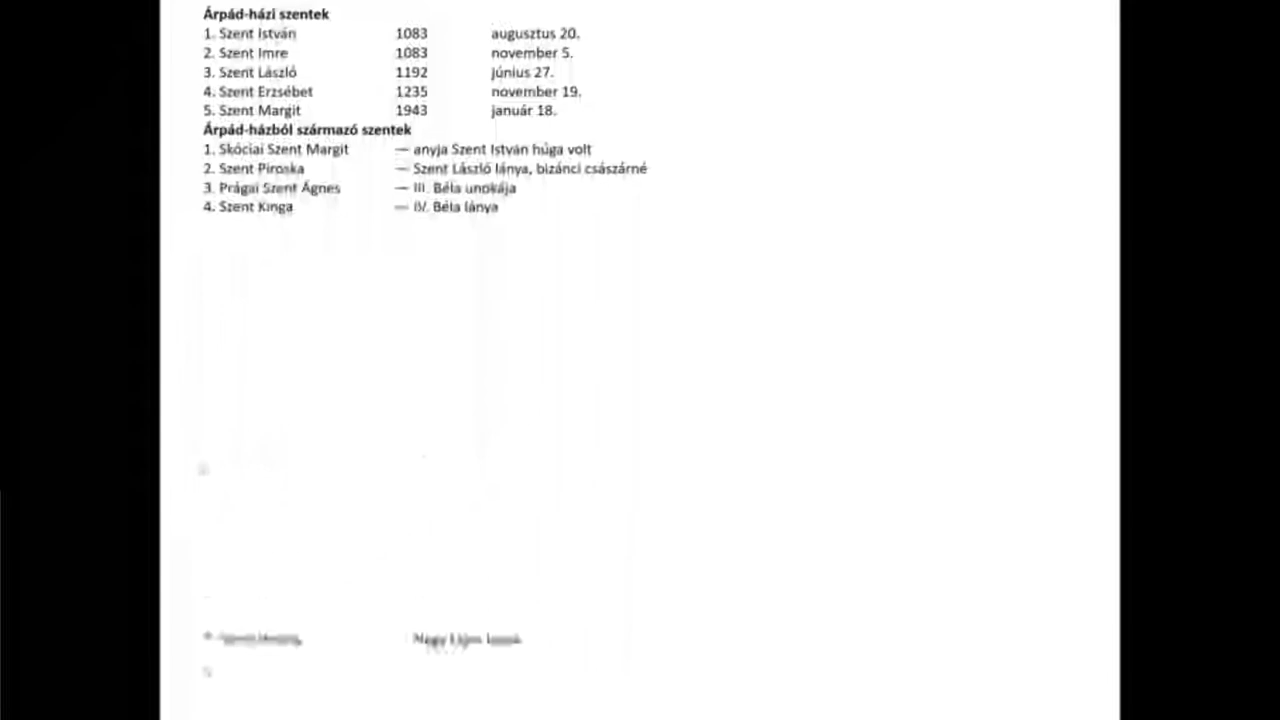 Árpád-házi szentek
1. Szent István 1083 augusztus 20.
2. Szent Imre 1083 november 5.
3. Szent László 1192 június 27.
4. Szent Erzsébet 1235 november 19.
5. Szent Margit 1943 január 18.
Árpád-házból származó szentek
1. Skóciai Szent Margit — anyja Szent István húga volt
2. Szent Piroska — Szent László lánya, bizánci császárné
3. Prágai Szent Ágnes — III. Béla unokája
4. Szent Kinga — IV. Béla lánya
Nagy Lajos